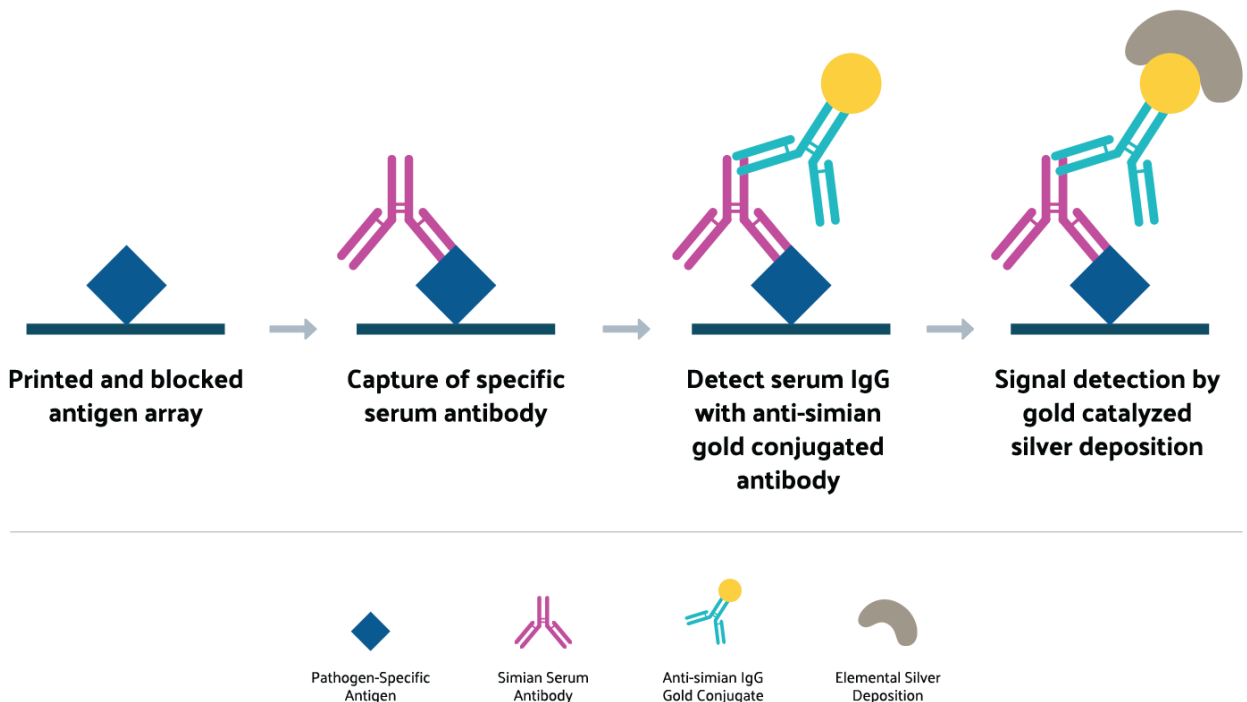 Printed and blocked
antigen array
Capture of specific
serum antibody
Detect serum IgG
with anti-simian
gold conjugated
antibody
Signal detection by
gold catalyzed
silver deposition
Pathogen-Specific
Antigen
Simian Serum
Antibody
Anti-simian IgG
Gold Conjugate
Elemental Silver
Deposition